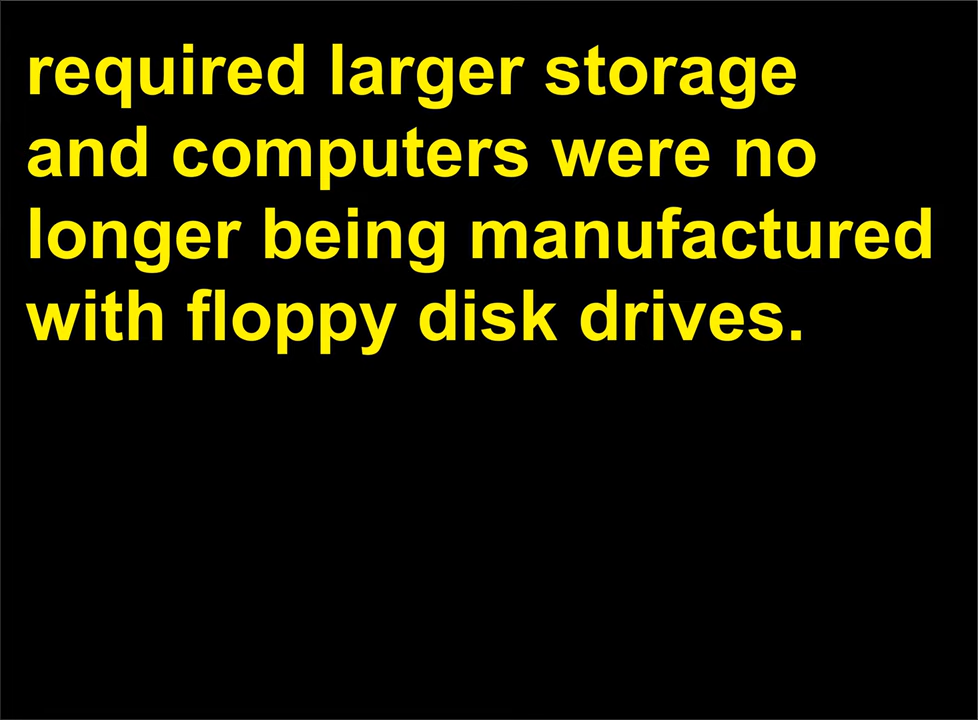 required larger storage
and computers were no
longer being manufactured
with floppy disk drives.